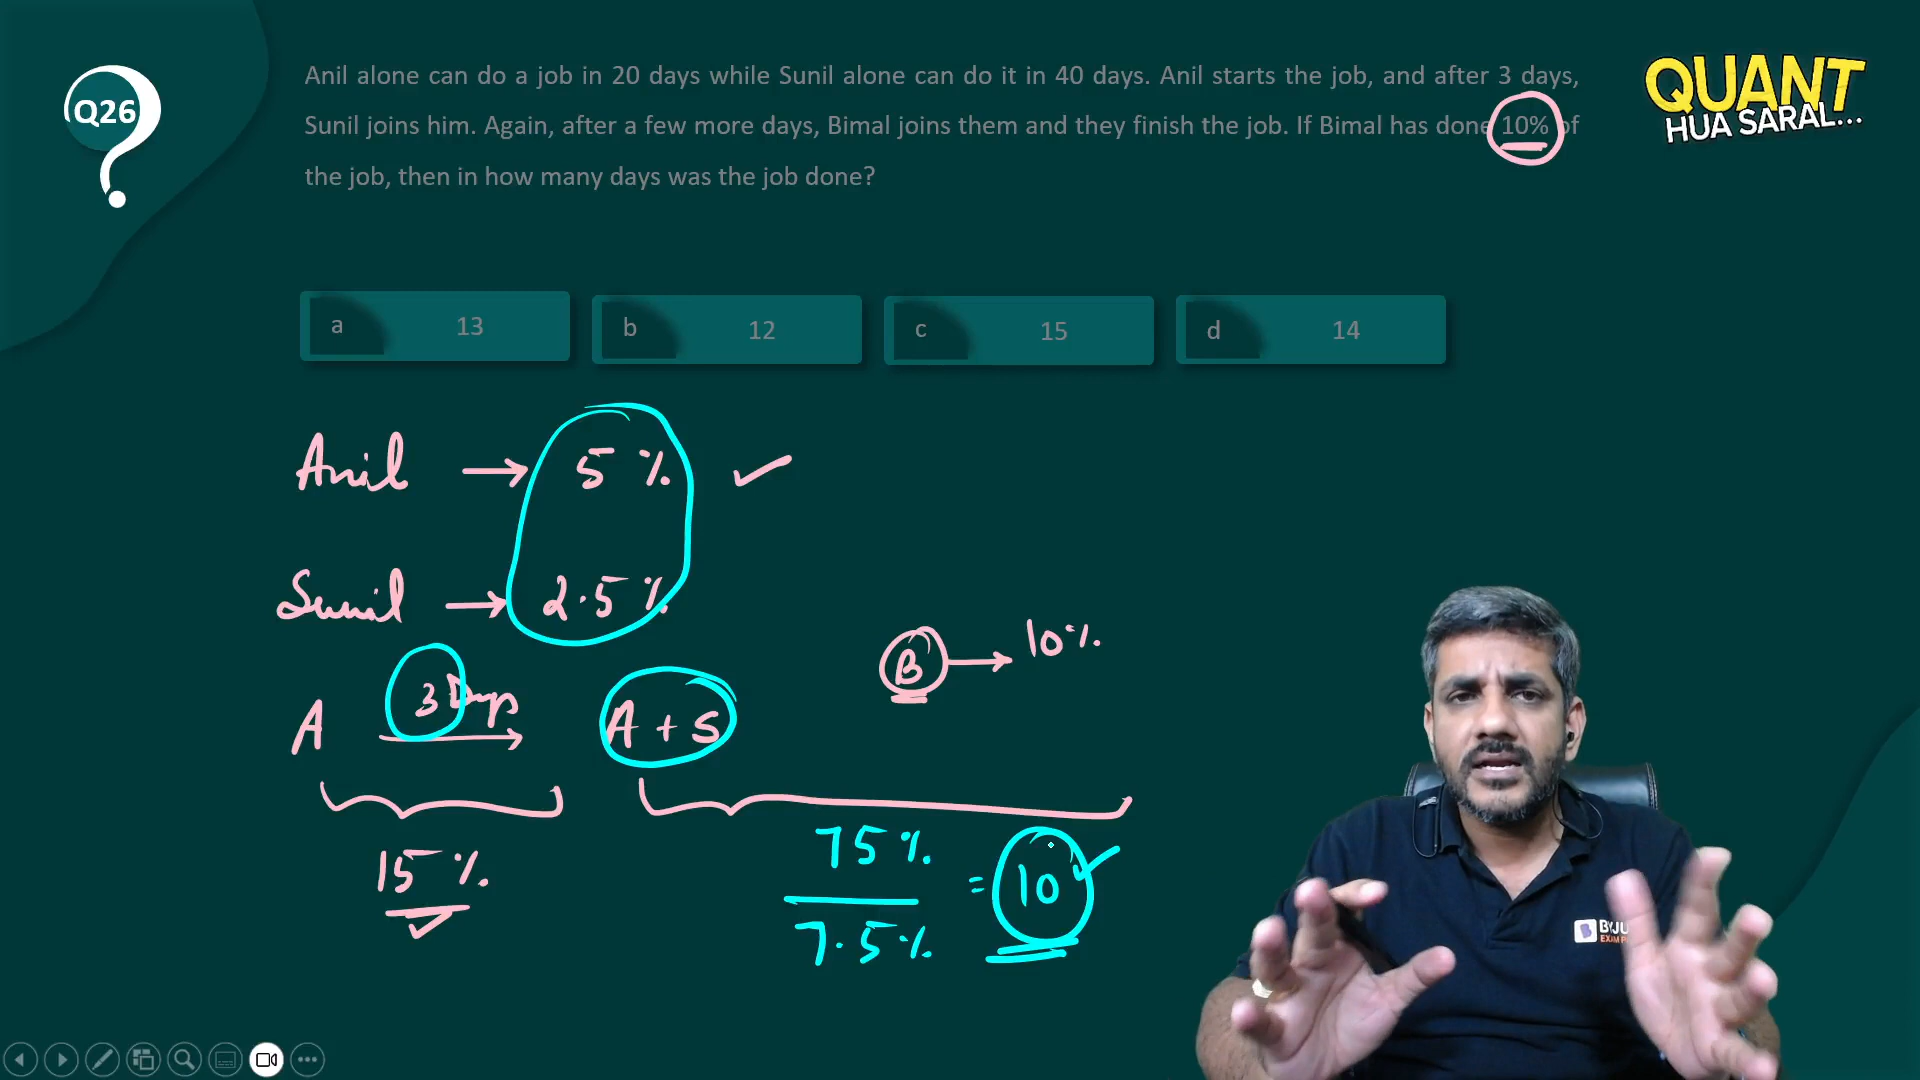 Q26
Anil alone can do a job in 20 days while Sunil alone can do it in 40 days. Anil starts the job, and after 3 days,
Sunil joins him. Again, after a few more days, Bimal joins them and they finish the job. If Bimal has done 10% of
the job, then in how many days was the job done?
QUANT
HUA SARAL...
a 13 b 12 c 15 d 14
Anil → 5 % ✓
Sunil → 2.5 %
B → 10%
A 3 Days A + S
15 %
75 %
7.5 %
= 10
BYJU
EXAM P